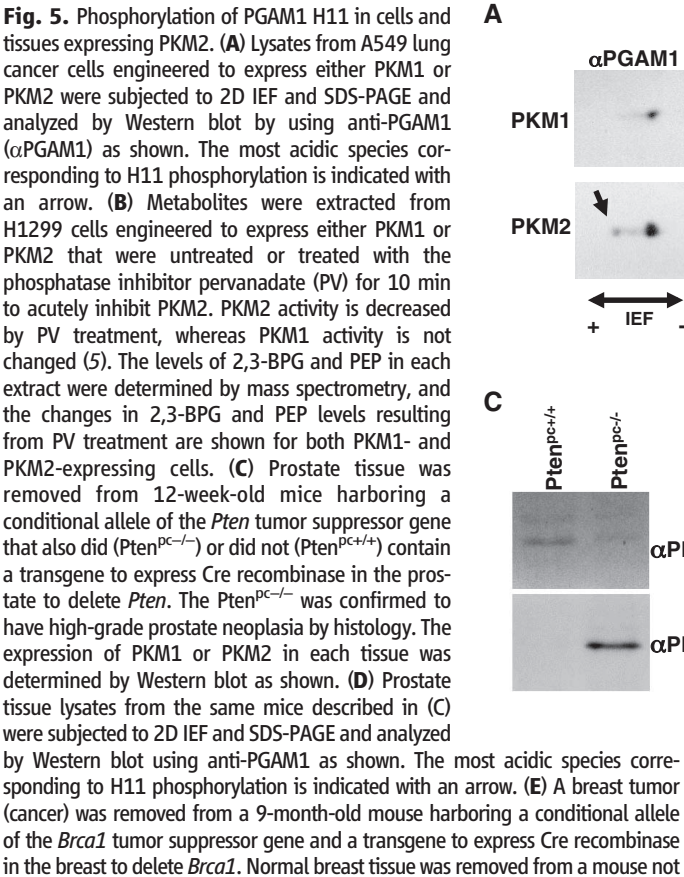 Fig. 5. Phosphorylation of PGAM1 H11 in cells and
tissues expressing PKM2. (A) Lysates from A549 lung
cancer cells engineered to express either PKM1 or
PKM2 were subjected to 2D IEF and SDS-PAGE and
analyzed by Western blot by using anti-PGAM1
(αPGAM1) as shown. The most acidic species cor-
responding to H11 phosphorylation is indicated with
an arrow. (B) Metabolites were extracted from
H1299 cells engineered to express either PKM1 or
PKM2 that were untreated or treated with the
phosphatase inhibitor pervanadate (PV) for 10 min
to acutely inhibit PKM2. PKM2 activity is decreased
by PV treatment, whereas PKM1 activity is not
changed (5). The levels of 2,3-BPG and PEP in each
extract were determined by mass spectrometry, and
the changes in 2,3-BPG and PEP levels resulting
from PV treatment are shown for both PKM1- and
PKM2-expressing cells. (C) Prostate tissue was
removed from 12-week-old mice harboring a
conditional allele of the Pten tumor suppressor gene
that also did (Ptenpc−/−) or did not (Ptenpc+/+) contain
a transgene to express Cre recombinase in the pros-
tate to delete Pten. The Ptenpc−/− was confirmed to
have high-grade prostate neoplasia by histology. The
expression of PKM1 or PKM2 in each tissue was
determined by Western blot as shown. (D) Prostate
tissue lysates from the same mice described in (C)
were subjected to 2D IEF and SDS-PAGE and analyzed
by Western blot using anti-PGAM1 as shown. The most acidic species corre-
sponding to H11 phosphorylation is indicated with an arrow. (E) A breast tumor
(cancer) was removed from a 9-month-old mouse harboring a conditional allele
of the Brca1 tumor suppressor gene and a transgene to express Cre recombinase
in the breast to delete Brca1. Normal breast tissue was removed from a mouse not
A
αPGAM1
PKM1
PKM2
IEF
+ -
C
Ptenpc+/+
Ptenpc-/-